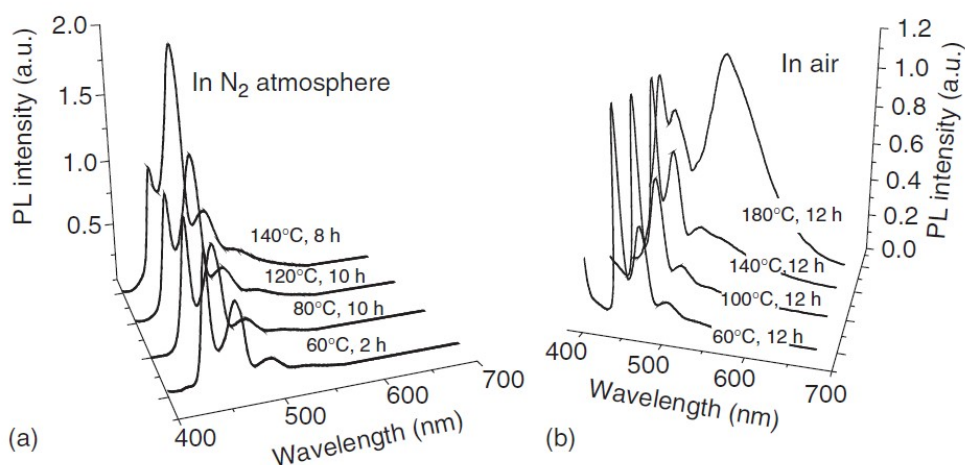 PL intensity (a.u.)
2.0
1.5
1.0
0.5
In N2 atmosphere
140°C, 8 h
120°C, 10 h
80°C, 10 h
60°C, 2 h
400
500
600
700
Wavelength (nm)
(a)
In air
1.2
1.0
0.8
0.6
0.4
0.2
0.0
PL intensity (a.u.)
180°C, 12 h
140°C, 12 h
100°C, 12 h
60°C, 12 h
400
500
600
700
Wavelength (nm)
(b)